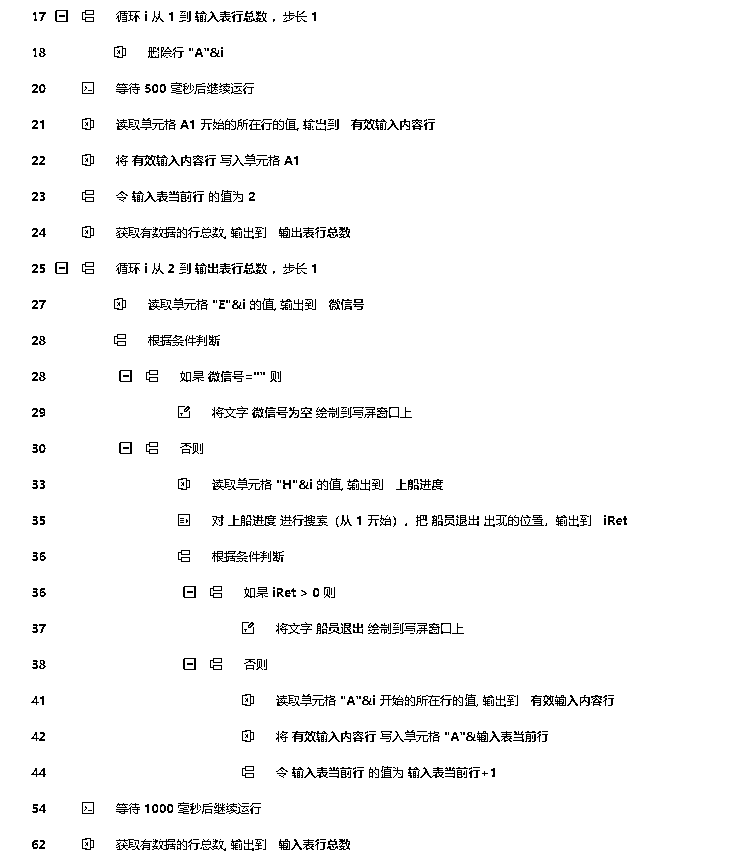 17 循环 i 从 1 到 输入表行总数，步长 1
18 删除行 "A"&i
20 等待 500 毫秒后继续运行
21 读取单元格 A1 开始的所在行的值, 输出到 有效输入内容行
22 将 有效输入内容行 写入单元格 A1
23 令 输入表当前行 的值为 2
24 获取有数据的行总数, 输出到 输出表行总数
25 循环 i 从 2 到 输出表行总数，步长 1
27 读取单元格 "E"&i 的值, 输出到 微信号
28 根据条件判断
28 如果 微信号="" 则
29 将文字 微信号为空 绘制到写屏窗口上
30 否则
33 读取单元格 "H"&i 的值, 输出到 上船进度
35 对 上船进度 进行搜索（从 1 开始），把 船员退出 出现的位置，输出到 iRet
36 根据条件判断
36 如果 iRet > 0 则
37 将文字 船员退出 绘制到写屏窗口上
38 否则
41 读取单元格 "A"&i 开始的所在行的值, 输出到 有效输入内容行
42 将 有效输入内容行 写入单元格 "A"&输入表当前行
44 令 输入表当前行 的值为 输入表当前行+1
54 等待 1000 毫秒后继续运行
62 获取有数据的行总数, 输出到 输入表行总数